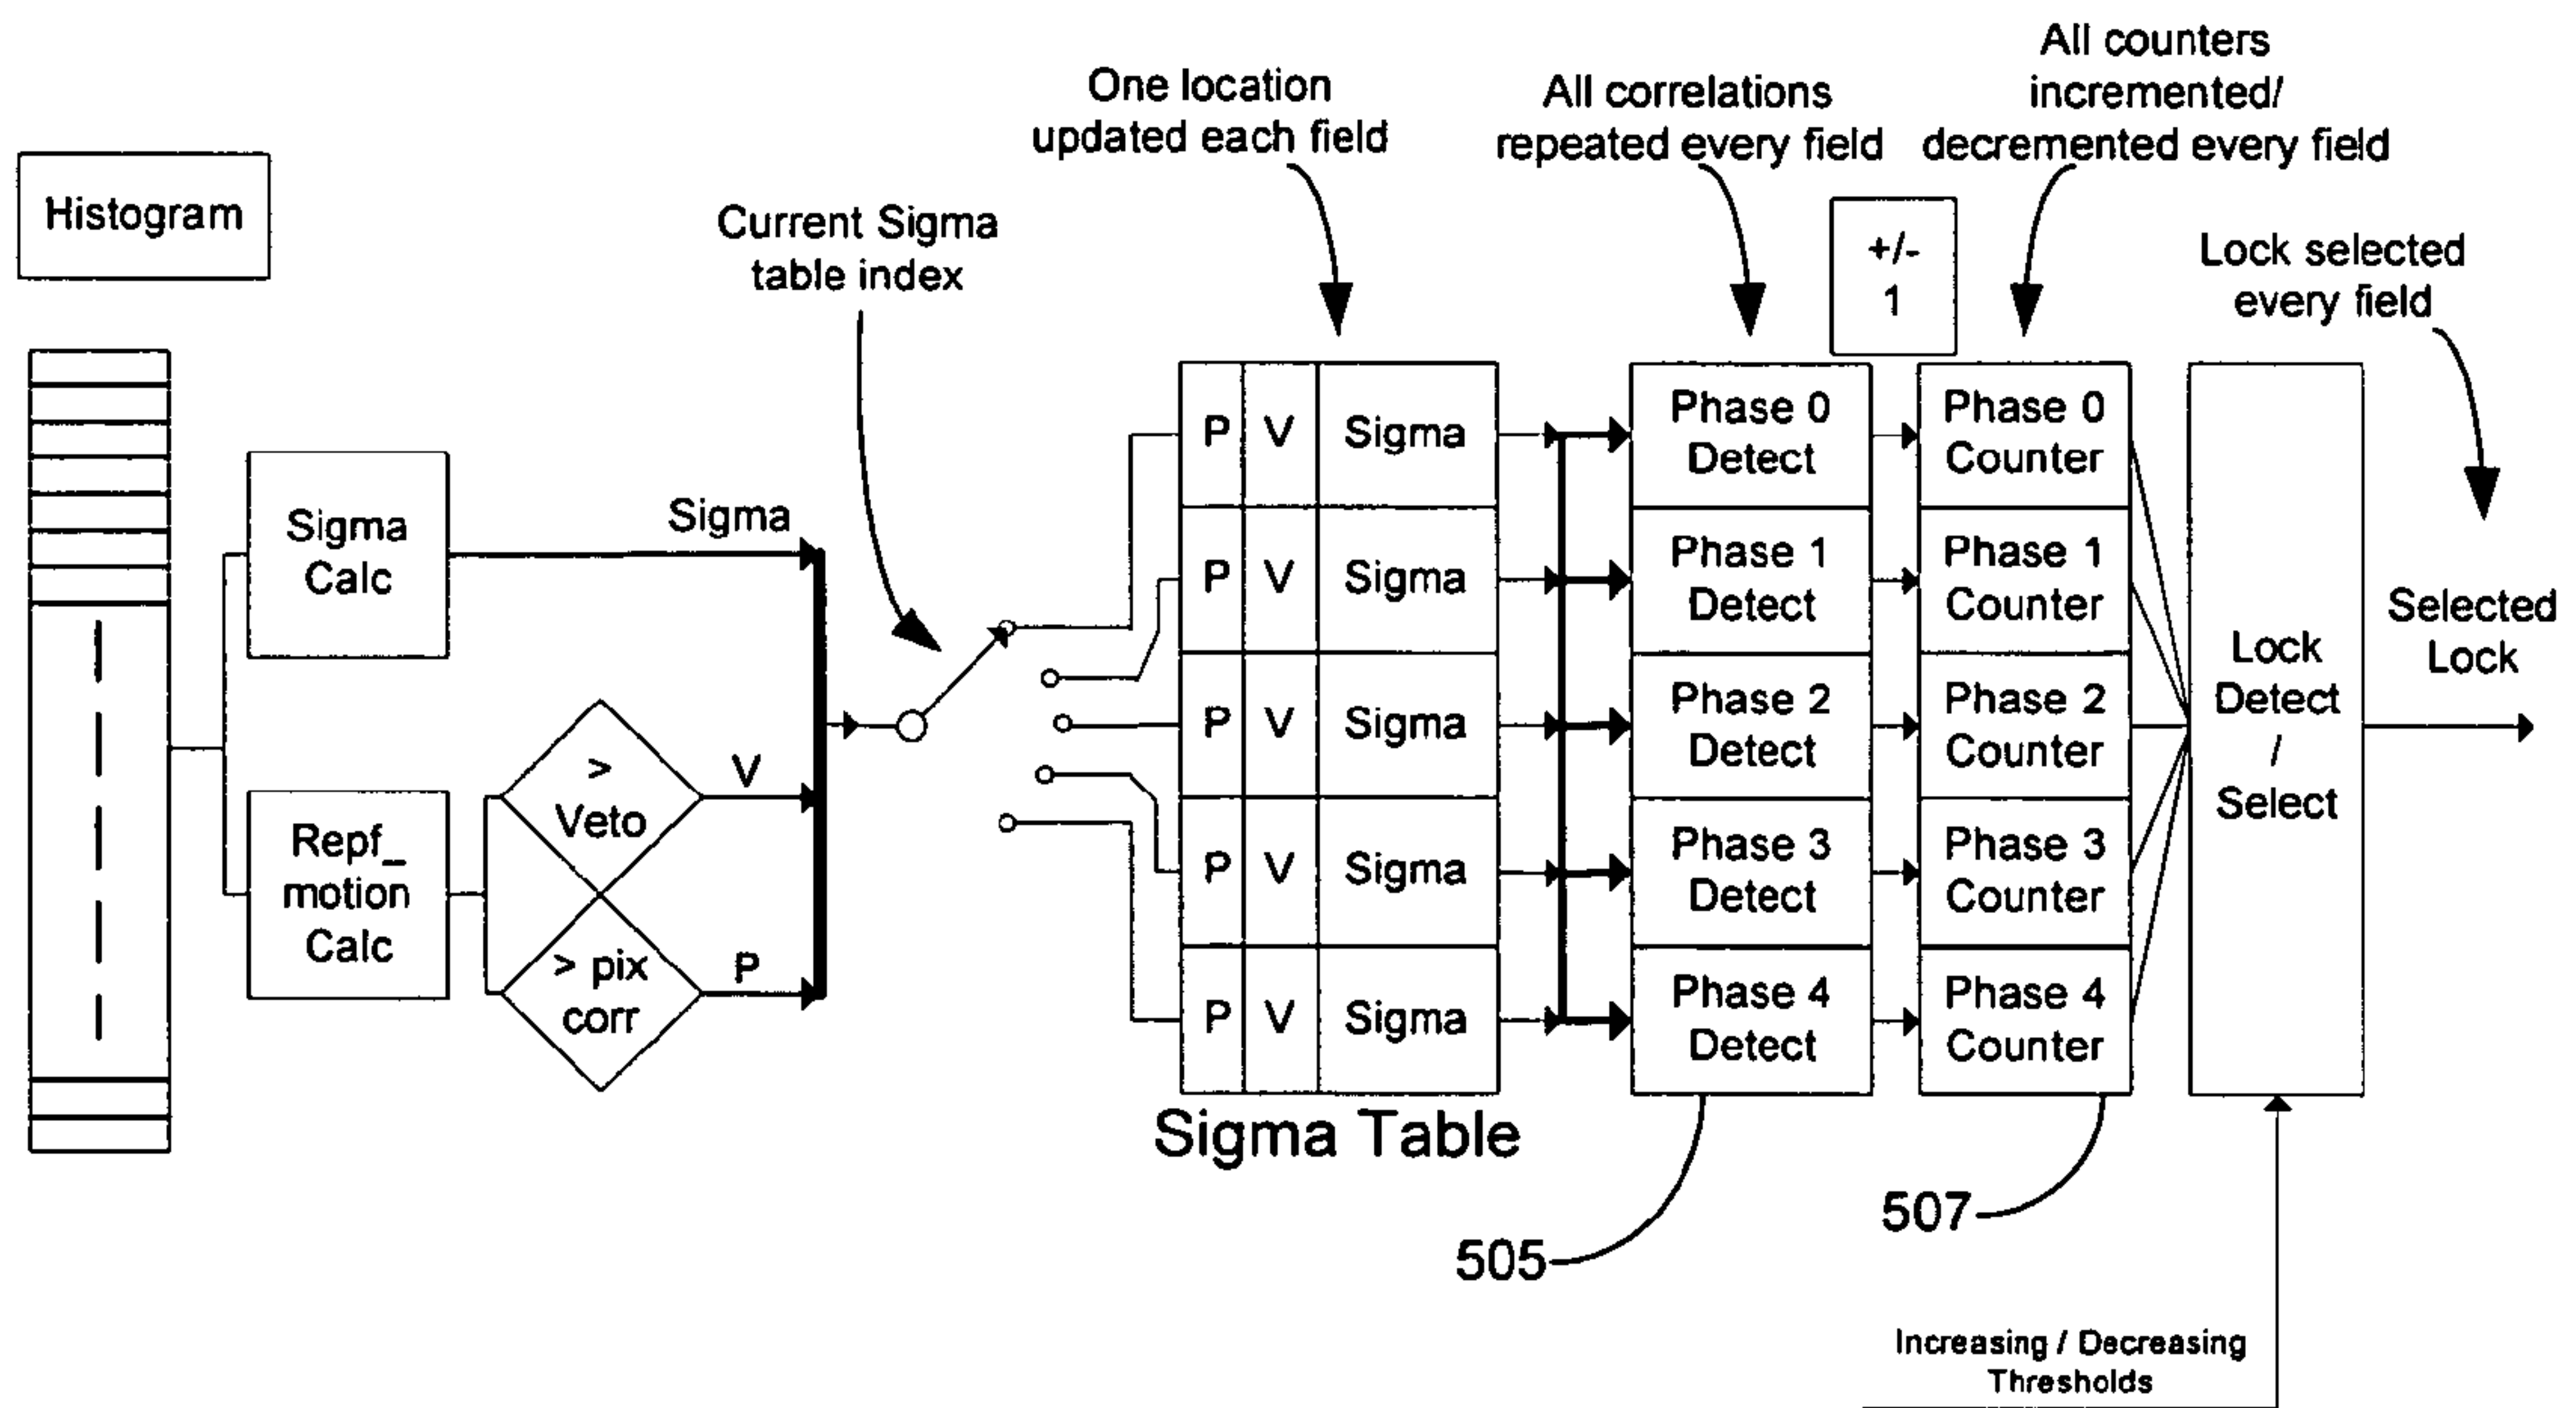 All counters
incremented/
decremented every field
One location
updated each field
All correlations
repeated every field
Histogram
Current Sigma
table index
+/-
1
Lock selected
every field
Sigma
Calc
Sigma
Repf_
motion
Calc
>
Veto
V
> pix
corr
P
P V Sigma
P V Sigma
P V Sigma
P V Sigma
P V Sigma
Sigma Table
Phase 0
Detect
Phase 1
Detect
Phase 2
Detect
Phase 3
Detect
Phase 4
Detect
505
Phase 0
Counter
Phase 1
Counter
Phase 2
Counter
Phase 3
Counter
Phase 4
Counter
507
Lock
Detect
/
Select
Selected
Lock
Increasing / Decreasing
Thresholds